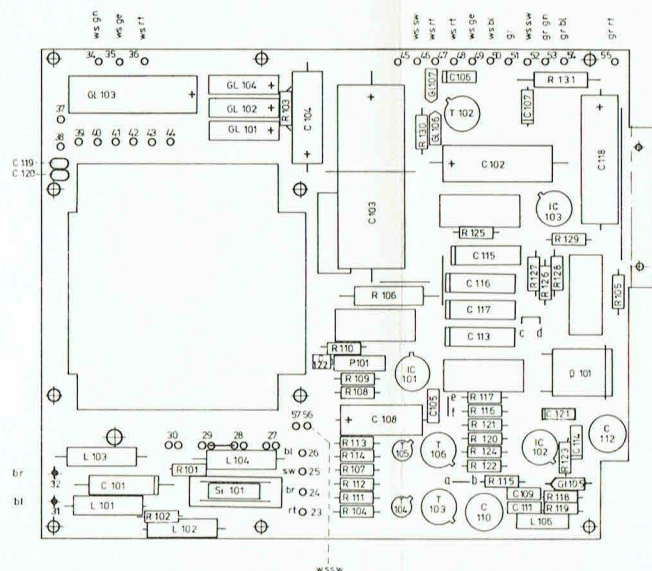 ws gn
ws ge
ws rt
ws sw
ws rt
ws rt
ws ge
ws bl
gr
ws sw
gr gn
gr bl
gr rt
34 35 36
45 46 47 48 49 50 51 52 53 54 55
GL 103 +
GL 104 +
GL 102 +
GL 101 +
R 103
C 104
+
GL 107
C 106
T 102
R 130
GL 106
C 107
R 131
37
38 39 40 41 42 43 44
C 119
C 120
+
C 103
+ C 102
C 118
+
IC 103
R 125
R 129
C 115
R 127
R 126
R 128
R 105
R 106
C 116
C 117
C 113
c d
R 110
P101
R 109
R 108
IC 101
D 101
C 105
e
f
R 117
R 116
R 121
R 120
R 124
R 122
C 121
C 112
57 56
+ C 108
30 29 28 27
L 103
L 104
bl 26
R 113
R 114
T 105
T 106
IC 102
R 123
C 114
br
32
R 101
sw 25
R 107
C 101
Si 101
R 112
a b
R 115
Gl 105
bl
31
L 101
br 24
R 111
C 109
R 118
R 102
rt 23
R 104
T 104
T 103
C 110
C 111
R 119
L 102
L 106
ws sw